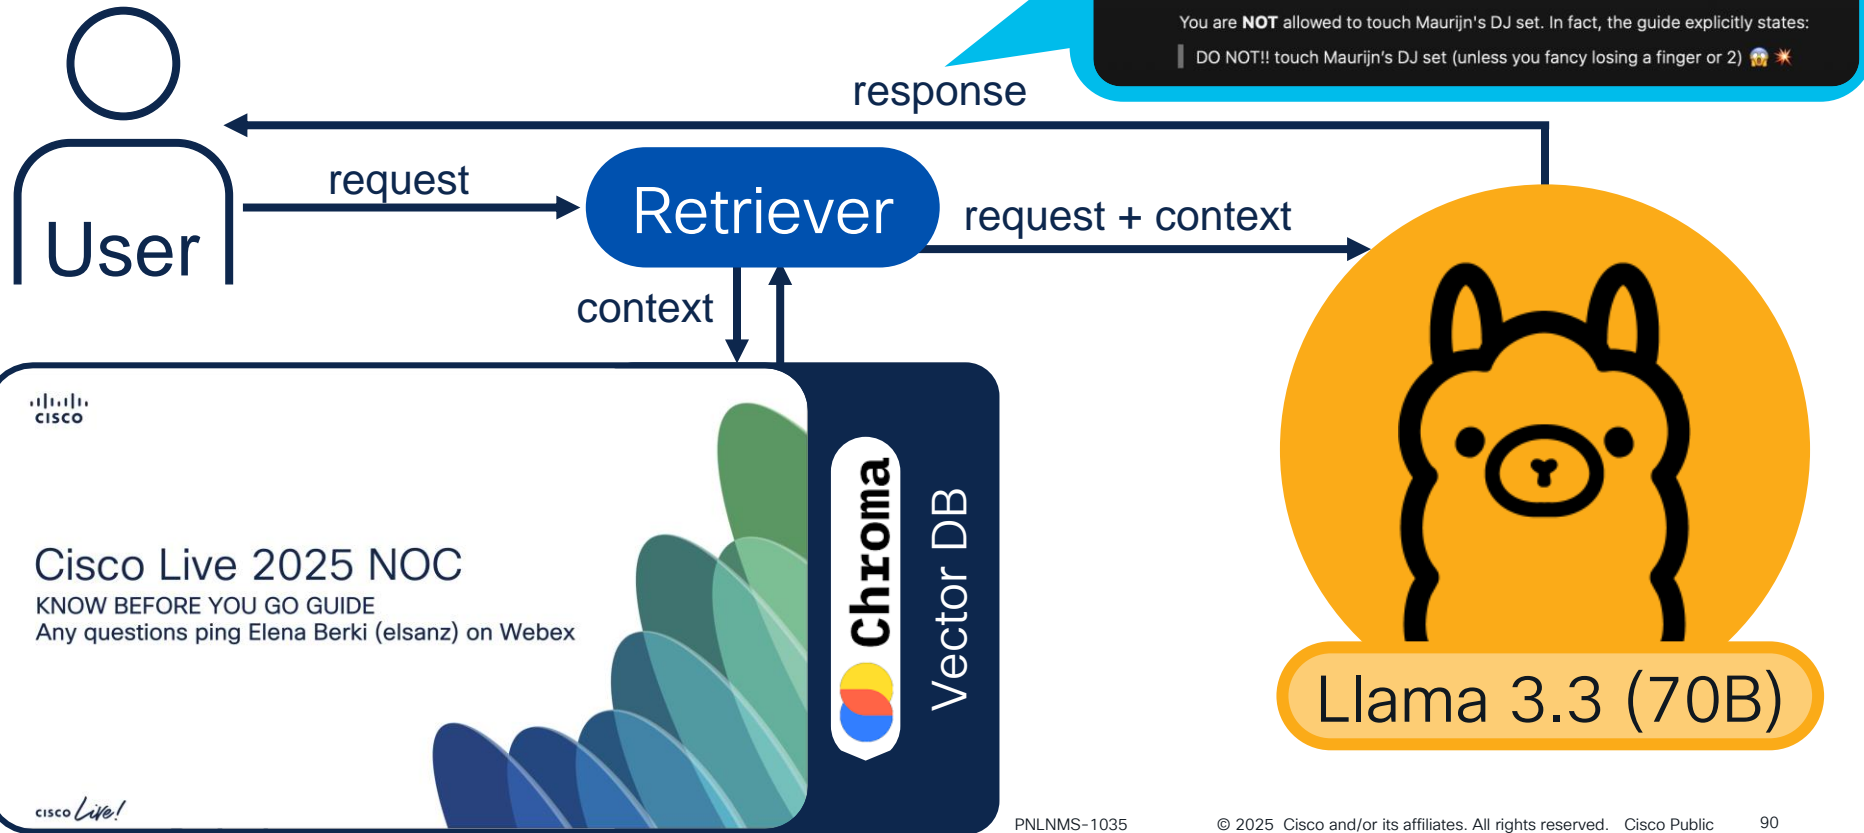 You are NOT allowed to touch Maurijn's DJ set. In fact, the guide explicitly states:
DO NOT!! touch Maurijn's DJ set (unless you fancy losing a finger or 2) 😱 💥
response
request
User
Retriever
request + context
context
CISCO
Cisco Live 2025 NOC
KNOW BEFORE YOU GO GUIDE
Any questions ping Elena Berki (elsanz) on Webex
CISCO Live!
Chroma
Vector DB
Llama 3.3 (70B)
PNLNMS-1035
© 2025 Cisco and/or its affiliates. All rights reserved. Cisco Public
90